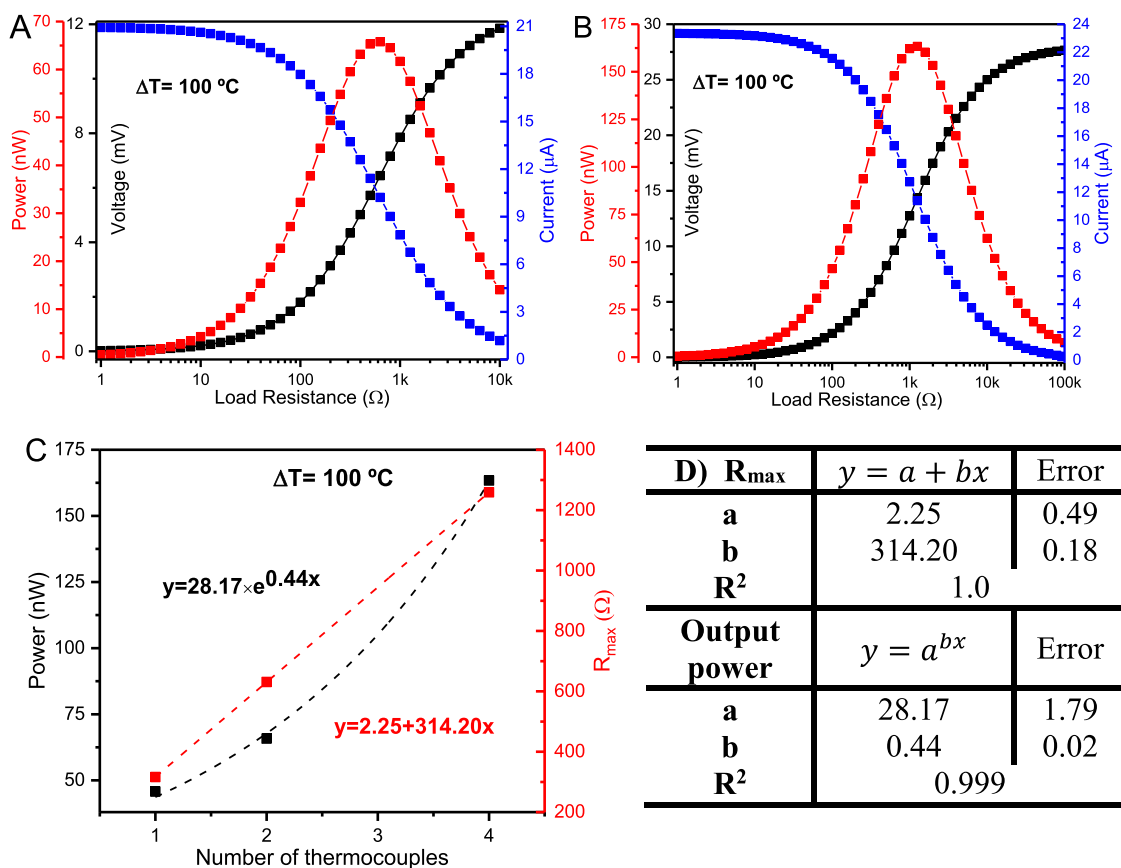 A
ΔT= 100 ºC
Power (nW)
70
60
50
40
30
20
10
0
Voltage (mV)
12
8
4
0
Current (μA)
21
18
15
12
9
6
3
0
1
10
100
1k
10k
Load Resistance (Ω)
B
ΔT= 100 ºC
Power (nW)
175
150
125
100
75
50
25
0
Voltage (mV)
30
25
20
15
10
5
0
Current (μA)
24
22
20
18
16
14
12
10
8
6
4
2
0
1
10
100
1k
10k
100k
Load Resistance (Ω)
C
ΔT= 100 ºC
Power (nW)
175
150
125
100
75
50
R_max (Ω)
1400
1200
1000
800
600
400
200
y=28.17×e^0.44x
y=2.25+314.20x
1
2
3
4
Number of thermocouples
D) R_max y = a + bx Error
a 2.25 0.49
b 314.20 0.18
R² 1.0
Output
power y = a^bx Error
a 28.17 1.79
b 0.44 0.02
R² 0.999